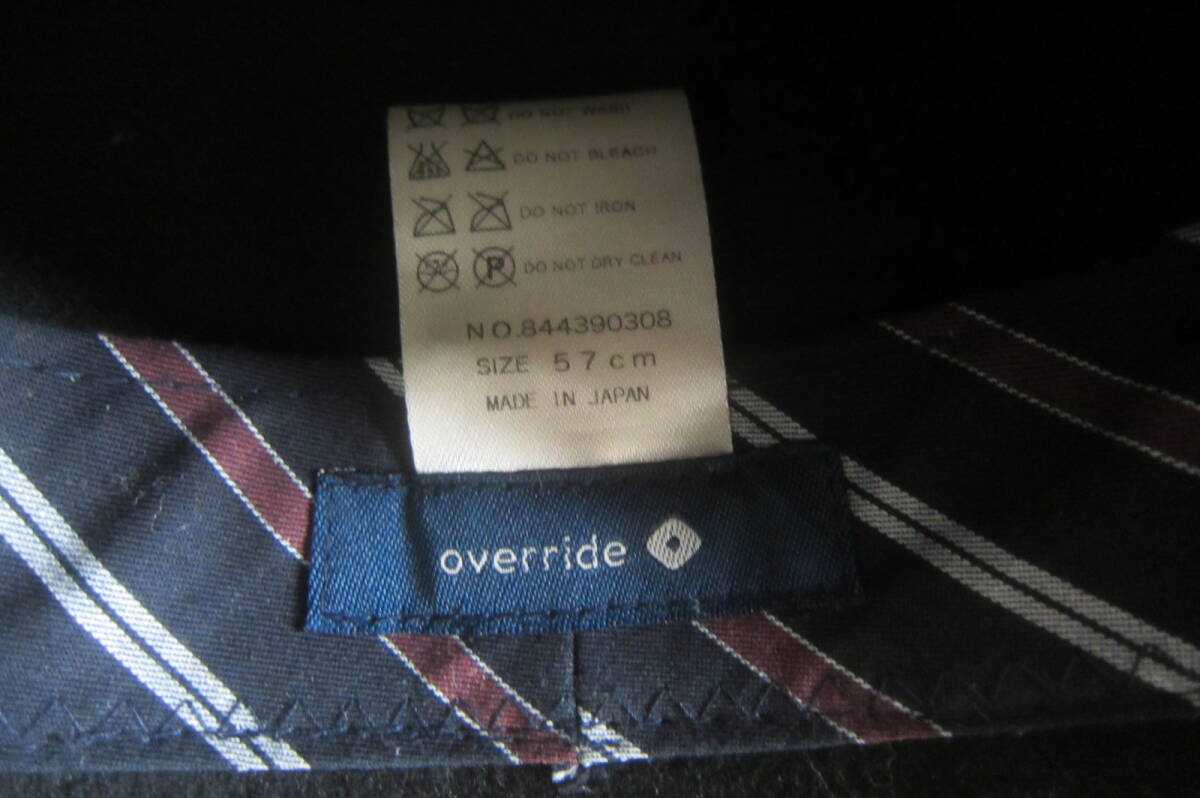 DO NOT WASH
DO NOT BLEACH
DO NOT IRON
P DO NOT DRY CLEAN
NO.844390308
SIZE 57cm
MADE IN JAPAN
override